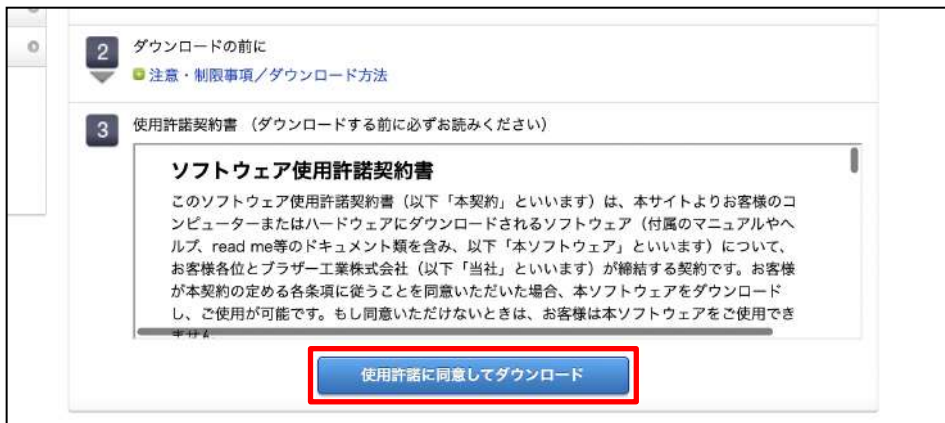 2
ダウンロードの前に
注意・制限事項／ダウンロード方法
3
使用許諾契約書 （ダウンロードする前に必ずお読みください）
ソフトウェア使用許諾契約書
このソフトウェア使用許諾契約書（以下「本契約」といいます）は、本サイトよりお客様のコ
ンピューターまたはハードウェアにダウンロードされるソフトウェア（付属のマニュアルやヘ
ルプ、read me等のドキュメント類を含み、以下「本ソフトウェア」といいます）について、
お客様各位とブラザー工業株式会社（以下「当社」といいます）が締結する契約です。お客様
が本契約の定める各条項に従うことを同意いただいた場合、本ソフトウェアをダウンロード
し、ご使用が可能です。もし同意いただけないときは、お客様は本ソフトウェアをご使用でき
使用許諾に同意してダウンロード